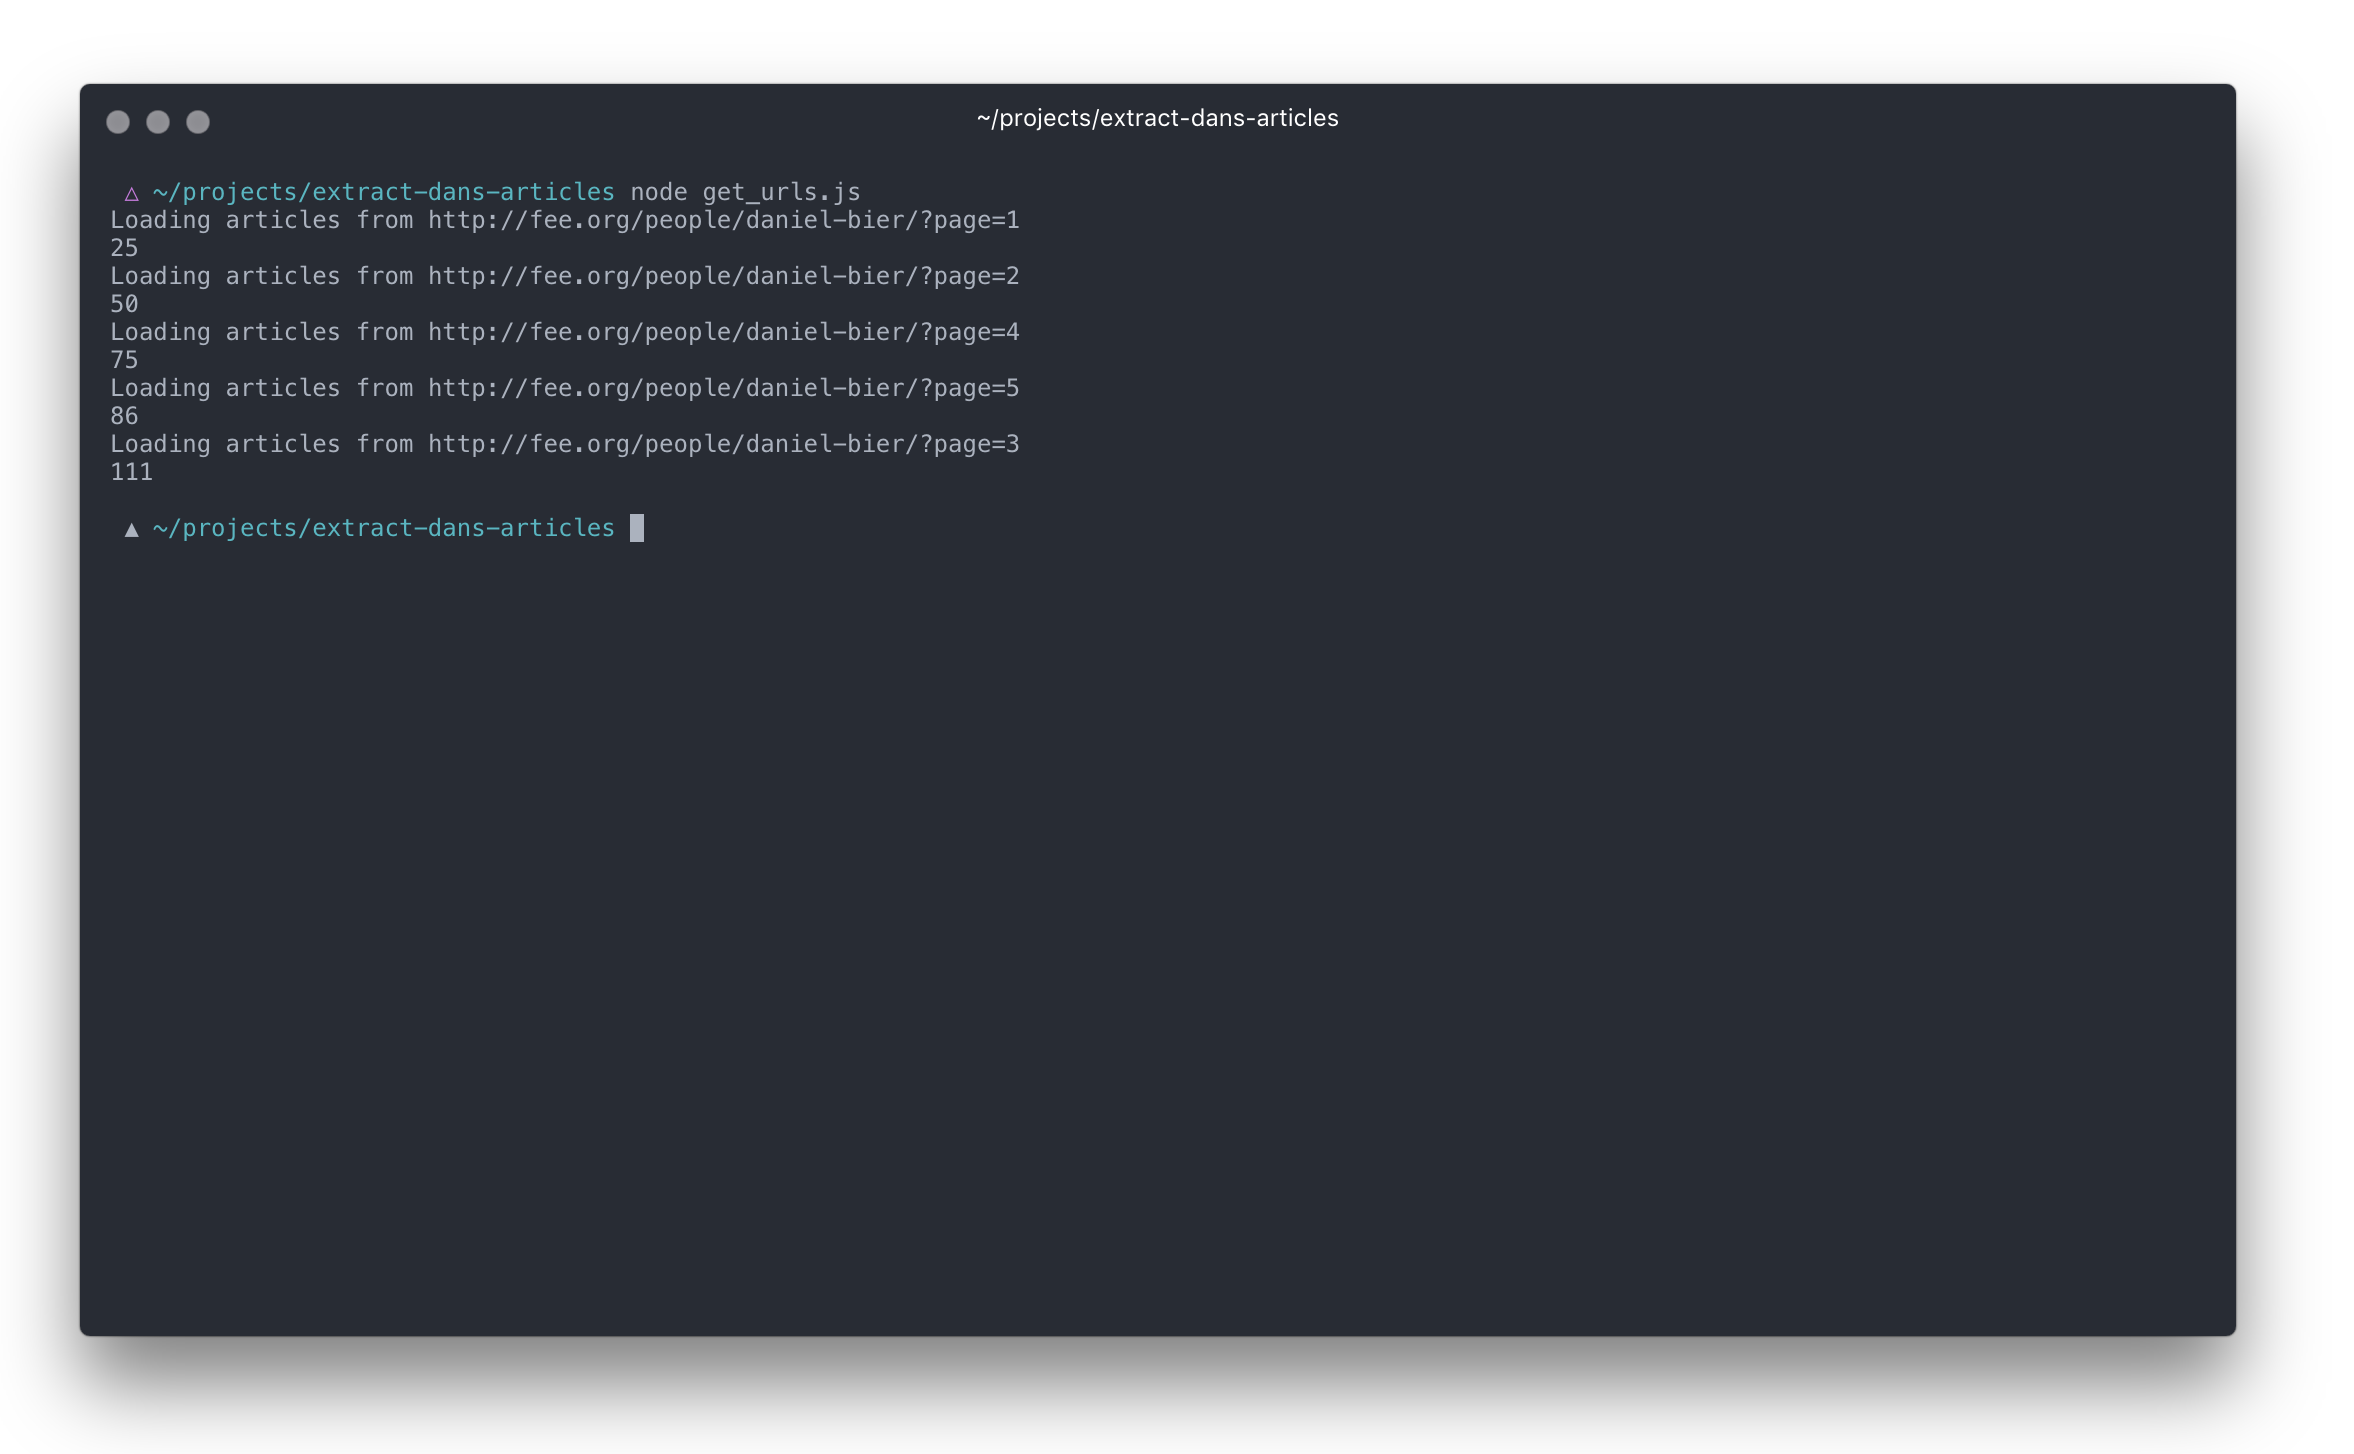 ~/projects/extract-dans-articles
△ ~/projects/extract-dans-articles node get_urls.js
Loading articles from http://fee.org/people/daniel-bier/?page=1
25
Loading articles from http://fee.org/people/daniel-bier/?page=2
50
Loading articles from http://fee.org/people/daniel-bier/?page=4
75
Loading articles from http://fee.org/people/daniel-bier/?page=5
86
Loading articles from http://fee.org/people/daniel-bier/?page=3
111
▲ ~/projects/extract-dans-articles